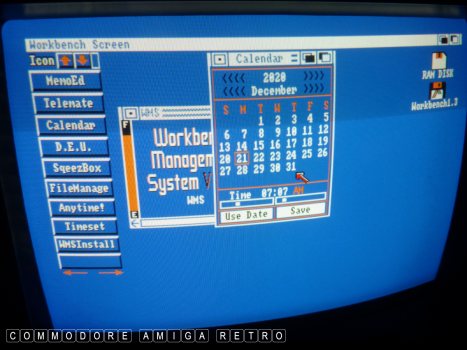 Workbench Screen
Icon
MemoEd
Telemate
Calendar
D.E.U.
SqeezBox
FileManage
Anytime!
Timeset
WMSInstall
WMS
F
E
Workben
Managem
System V
WMS
Calendar
<<<< 2020 >>>>
<<<< December >>>>
S M T W T F S
1 2 3 4 5
6 7 8 9 10 11 12
13 14 15 16 17 18 19
20 21 22 23 24 25 26
27 28 29 30 31
Time 07:07 AM
Use Date Save
RAM DISK
Workbench1.3
COMMODORE AMIGA RETRO